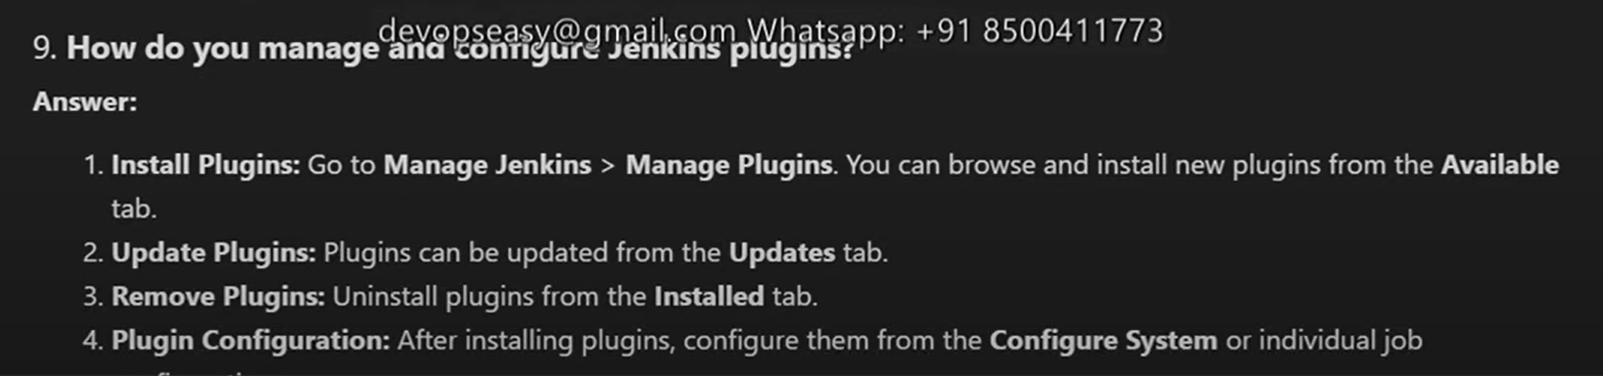 devopseasy@gmail.com Whatsapp: +91 8500411773
9. How do you manage and configure Jenkins plugins?
Answer:
1. Install Plugins: Go to Manage Jenkins > Manage Plugins. You can browse and install new plugins from the Available
tab.
2. Update Plugins: Plugins can be updated from the Updates tab.
3. Remove Plugins: Uninstall plugins from the Installed tab.
4. Plugin Configuration: After installing plugins, configure them from the Configure System or individual job